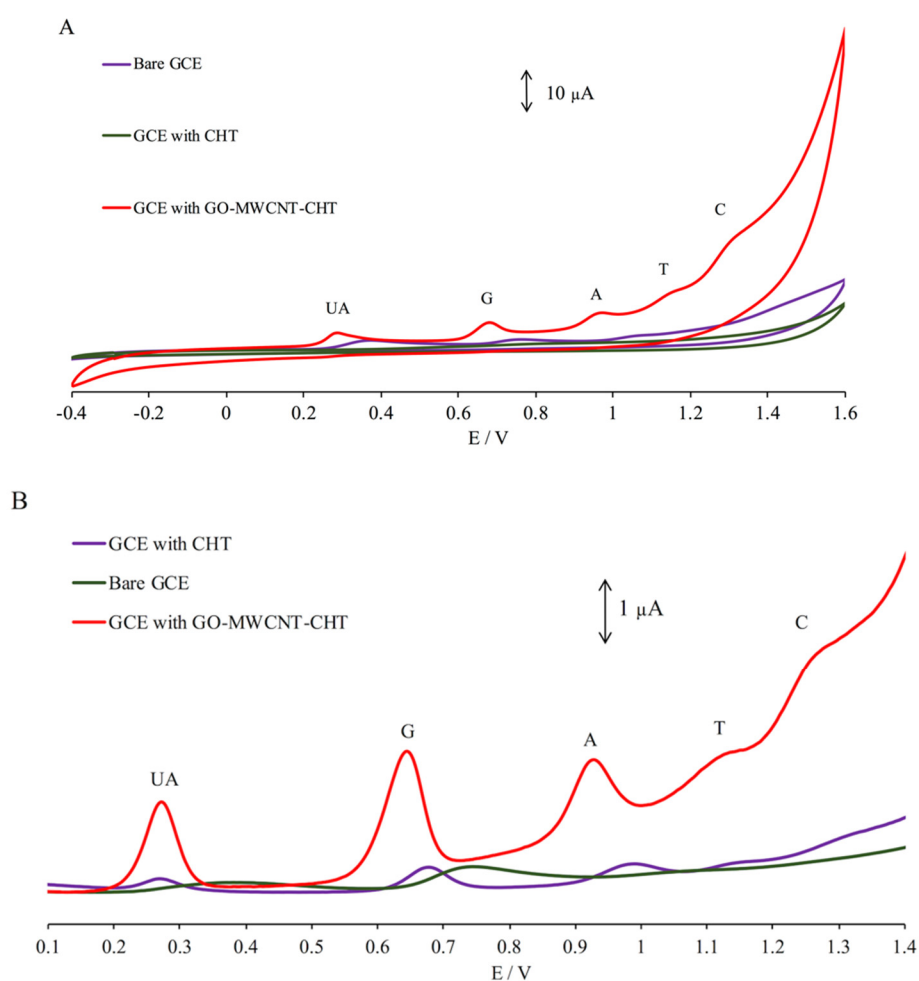 A
Bare GCE
10 µA
GCE with CHT
GCE with GO-MWCNT-CHT
C
T
A
G
UA
-0.4 -0.2 0 0.2 0.4 0.6 0.8 1 1.2 1.4 1.6
E / V
B
GCE with CHT
Bare GCE
1 µA
GCE with GO-MWCNT-CHT
C
T
G
A
UA
0.1 0.2 0.3 0.4 0.5 0.6 0.7 0.8 0.9 1 1.1 1.2 1.3 1.4
E / V